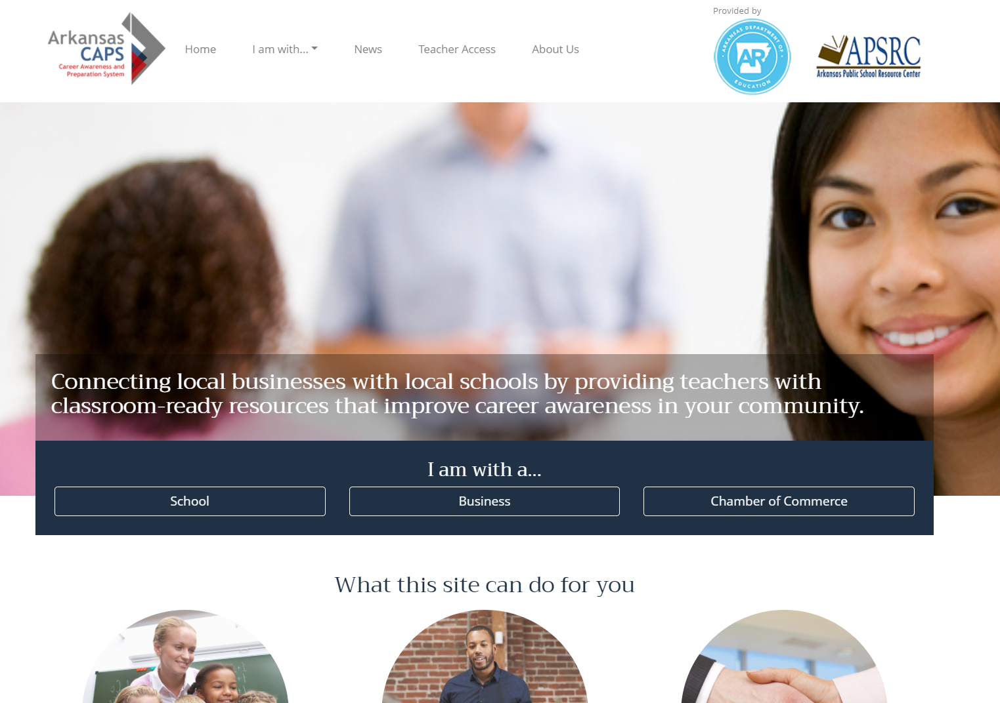 Arkansas
CAPS
Career Awareness and
Preparation System
Home
I am with...
News
Teacher Access
About Us
Provided by
ARKANSAS DEPARTMENT OF
AR
EDUCATION
APSRC
Arkansas Public School Resource Center
Connecting local businesses with local schools by providing teachers with
classroom-ready resources that improve career awareness in your community.
I am with a...
School
Business
Chamber of Commerce
What this site can do for you